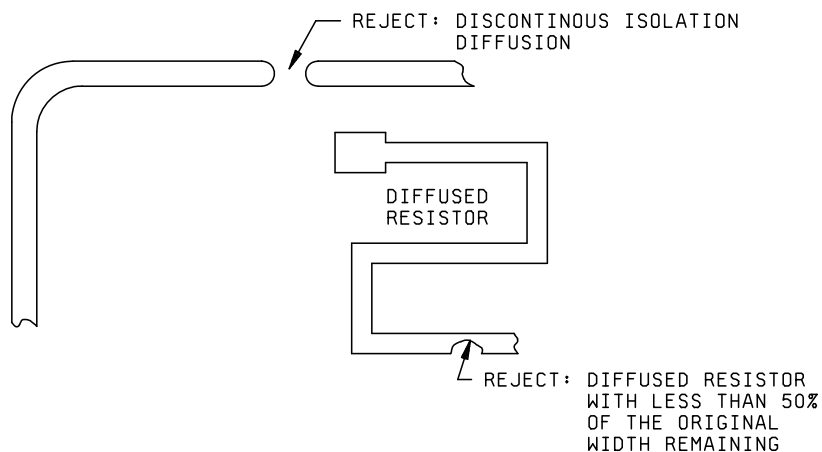 REJECT: DISCONTINOUS ISOLATION
DIFFUSION
DIFFUSED
RESISTOR
REJECT: DIFFUSED RESISTOR
WITH LESS THAN 50%
OF THE ORIGINAL
WIDTH REMAINING